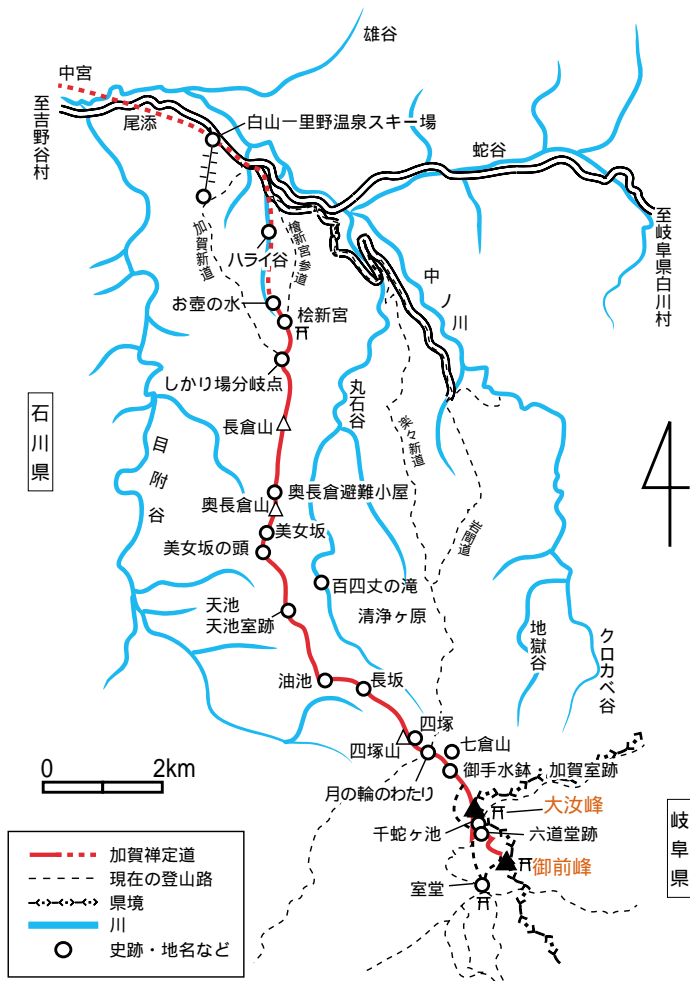 雄谷
中宮
至吉野谷村
尾添
白山一里野温泉スキー場
蛇谷
至岐阜県白川村
加賀新道
ハライ谷
檜新宮参道
中ノ川
お壺の水
桧新宮
しかり場分岐点
石川県
丸石谷
長倉山
楽々新道
目附谷
奥長倉避難小屋
奥長倉山
美女坂
美女坂の頭
岩間道
百四丈の滝
天池
天池室跡
清浄ヶ原
地獄谷
クロカベ谷
油池
長坂
四塚
四塚山
七倉山
御手水鉢・加賀室跡
月の輪のわたり
大汝峰
千蛇ヶ池
六道堂跡
御前峰
室堂
岐阜県
0 2km
加賀禅定道
現在の登山路
県境
川
史跡・地名など